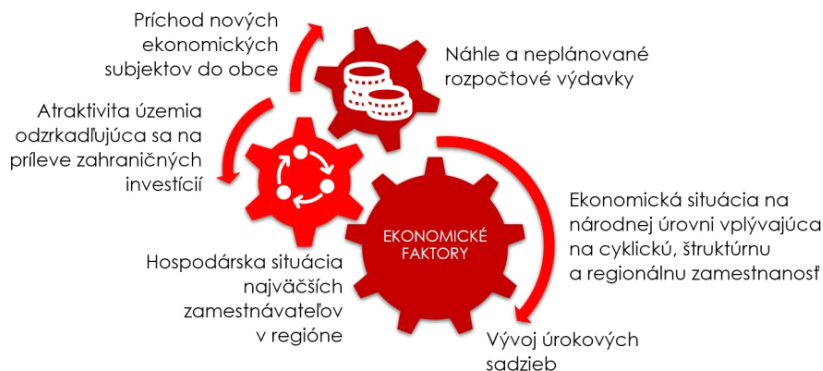 Príchod nových
ekonomických
subjektov do obce
Náhle a neplánované
rozpočtové výdavky
Atraktivita územia
odzrkadľujúca sa na
príleve zahraničných
investícií
Ekonomická situácia na
národnej úrovni vplývajúca
na cyklickú, štruktúrnu
a regionálnu zamestnanosť
EKONOMICKÉ
FAKTORY
Hospodárska situácia
najväčších
zamestnávateľov
v regióne
Vývoj úrokových
sadzieb